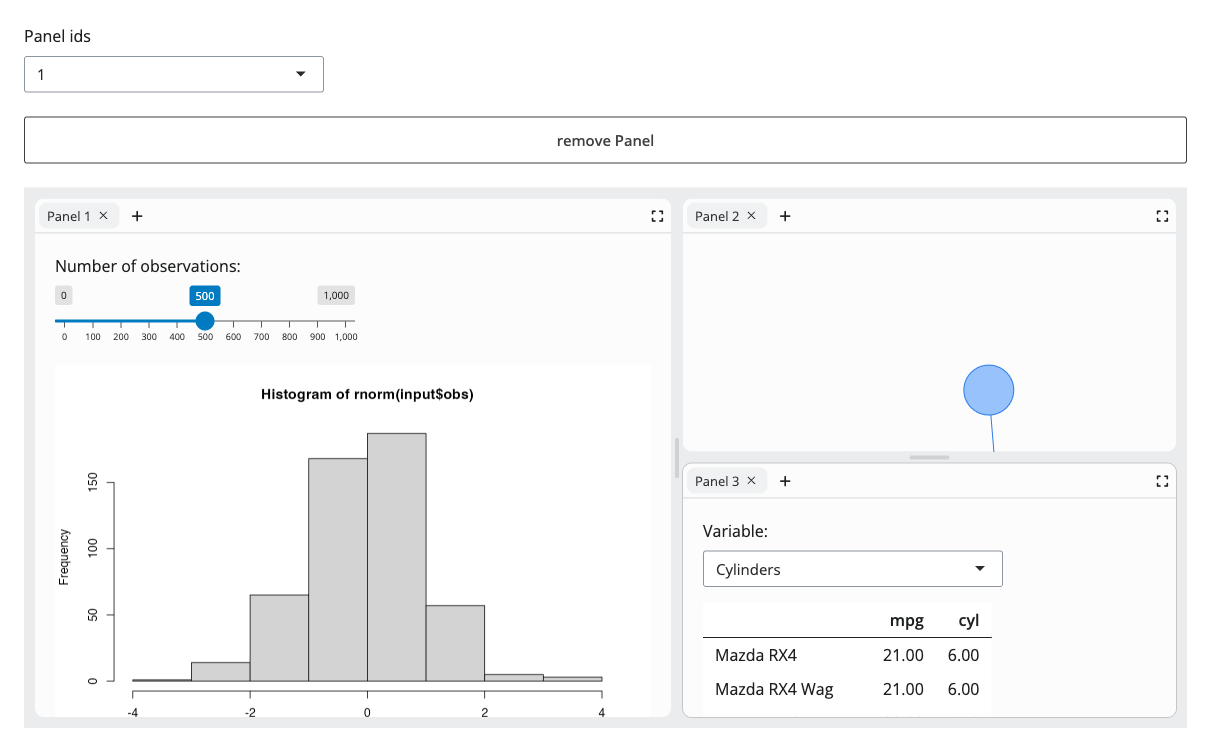 Panel ids
1
remove Panel
Panel 1 × +
Number of observations:
0 500 1,000
0 100 200 300 400 500 600 700 800 900 1,000
Histogram of rnorm(input$obs)
Frequency
150
100
50
0
-4 -2 0 2 4
Panel 2 × +
Panel 3 × +
Variable:
Cylinders
mpg cyl
Mazda RX4 21.00 6.00
Mazda RX4 Wag 21.00 6.00